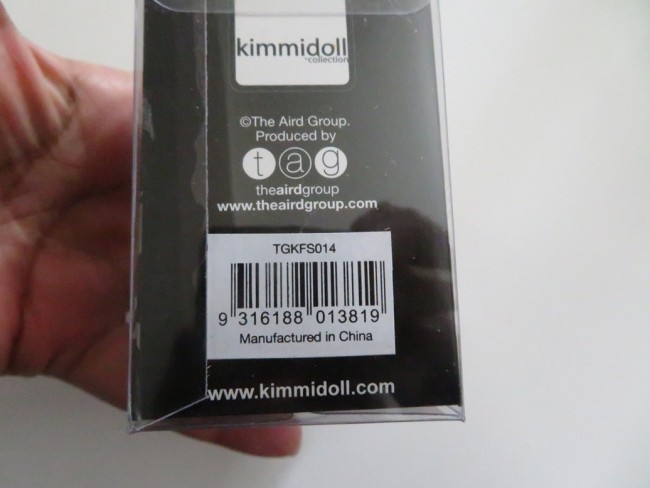 kimmidoll
collection
©The Aird Group.
Produced by
tag
theairdgroup
www.theairdgroup.com
TGKFS014
9 316188 013819
Manufactured in China
www.kimmidoll.com